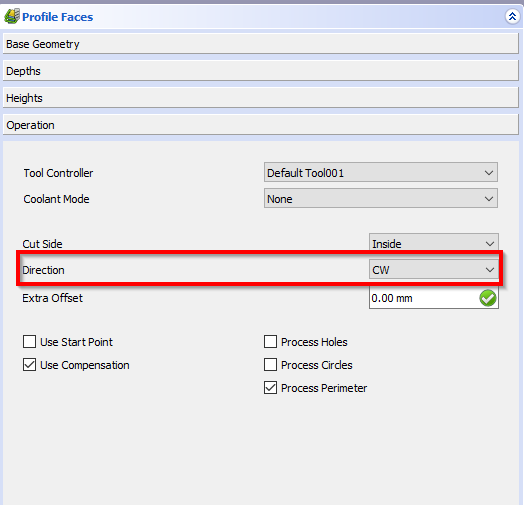 Profile Faces
Base Geometry
Depths
Heights
Operation
Tool Controller Default Tool001
Coolant Mode None
Cut Side Inside
Direction CW
Extra Offset 0.00 mm
Use Start Point Process Holes
Use Compensation Process Circles
Process Perimeter